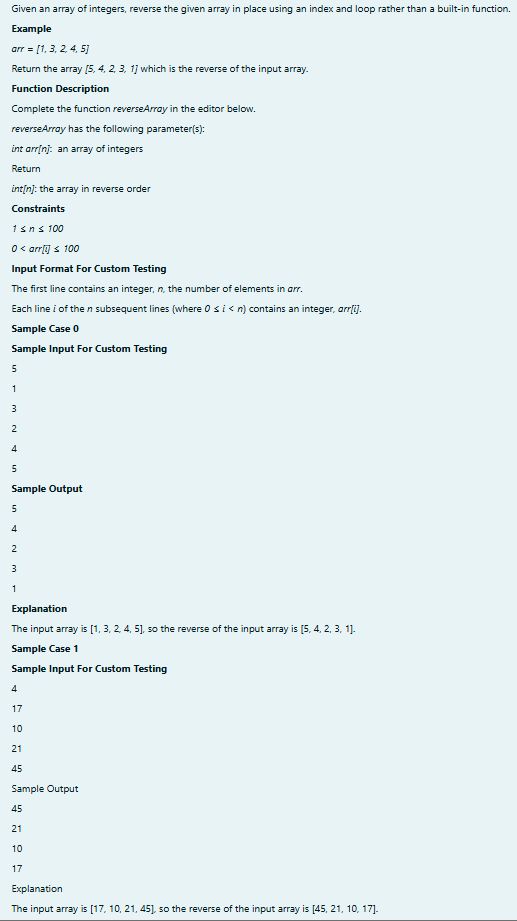 Given an array of integers, reverse the given array in place using an index and loop rather than a built-in function.
Example
arr = [1, 3, 2, 4, 5]
Return the array [5, 4, 2, 3, 1] which is the reverse of the input array.
Function Description
Complete the function reverseArray in the editor below.
reverseArray has the following parameter(s):
int arr[n]: an array of integers
Return
int[n]: the array in reverse order
Constraints
1 ≤ n ≤ 100
0 < arr[i] ≤ 100
Input Format For Custom Testing
The first line contains an integer, n, the number of elements in arr.
Each line i of the n subsequent lines (where 0 ≤ i < n) contains an integer, arr[i].
Sample Case 0
Sample Input For Custom Testing
5
1
3
2
4
5
Sample Output
5
4
2
3
1
Explanation
The input array is [1, 3, 2, 4, 5], so the reverse of the input array is [5, 4, 2, 3, 1].
Sample Case 1
Sample Input For Custom Testing
4
17
10
21
45
Sample Output
45
21
10
17
Explanation
The input array is [17, 10, 21, 45], so the reverse of the input array is [45, 21, 10, 17].